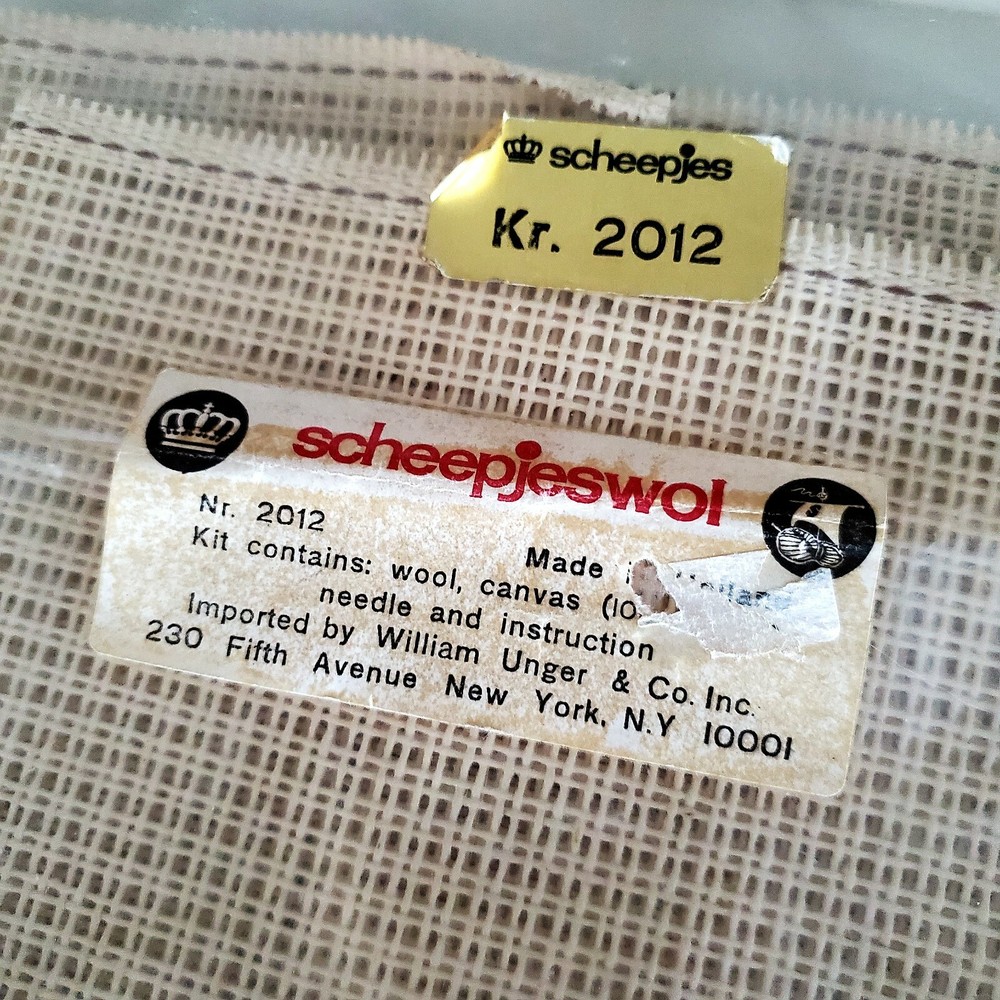 scheepjes
Kr. 2012
scheepjeswol
Nr. 2012
Made
Kit contains: wool, canvas (10
needle and instruction
Imported by William Unger & Co. Inc.
230 Fifth Avenue New York, N.Y 10001